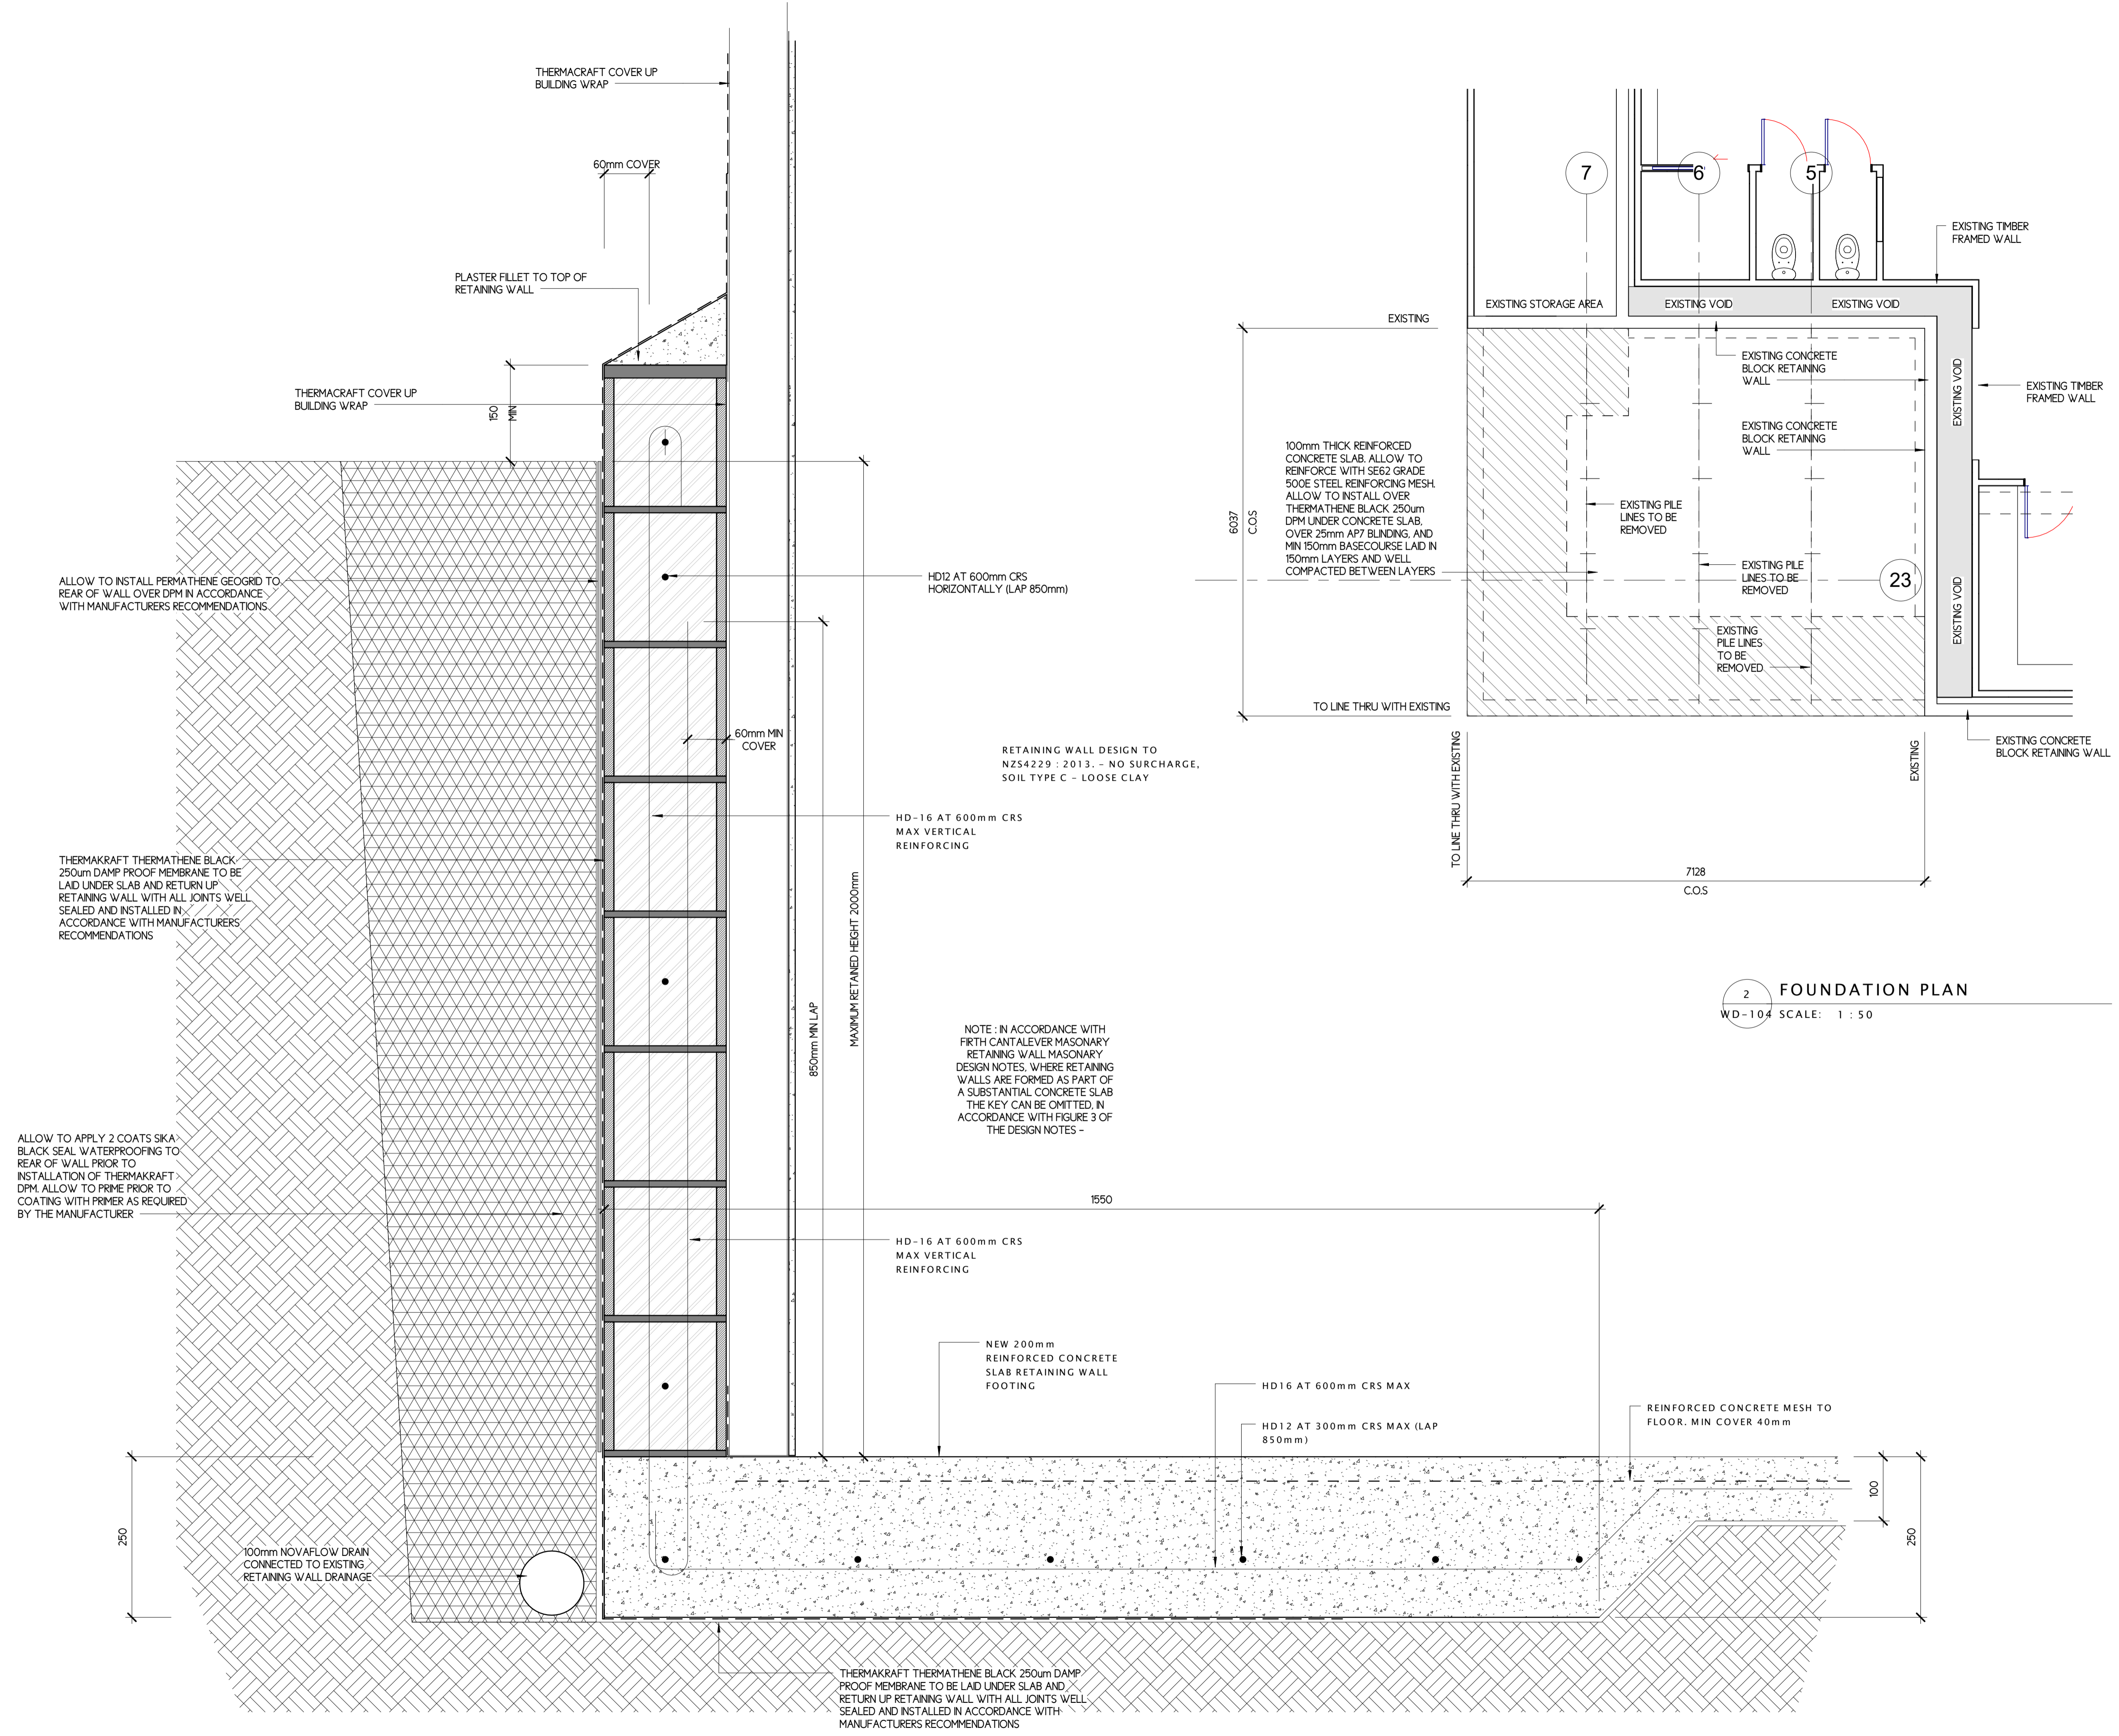 THERMACRAFT COVER UP
BUILDING WRAP
60mm COVER
PLASTER FILLET TO TOP OF
RETAINING WALL
THERMACRAFT COVER UP
BUILDING WRAP
150
MIN
ALLOW TO INSTALL PERMATHENE GEOGRID TO
REAR OF WALL OVER DPM IN ACCORDANCE
WITH MANUFACTURERS RECOMMENDATIONS
HD12 AT 600mm CRS
HORIZONTALLY (LAP 850mm)
60mm MIN
COVER
RETAINING WALL DESIGN TO
NZS4229 : 2013. - NO SURCHARGE,
SOIL TYPE C - LOOSE CLAY
HD-16 AT 600mm CRS
MAX VERTICAL
REINFORCING
THERMAKRAFT THERMATHENE BLACK
250um DAMP PROOF MEMBRANE TO BE
LAID UNDER SLAB AND RETURN UP
RETAINING WALL WITH ALL JOINTS WELL
SEALED AND INSTALLED IN
ACCORDANCE WITH MANUFACTURERS
RECOMMENDATIONS
MAXIMUM RETAINED HEIGHT 2000mm
850mm MIN LAP
NOTE : IN ACCORDANCE WITH
FIRTH CANTALEVER MASONARY
RETAINING WALL MASONARY
DESIGN NOTES, WHERE RETAINING
WALLS ARE FORMED AS PART OF
A SUBSTANTIAL CONCRETE SLAB
THE KEY CAN BE OMITTED, IN
ACCORDANCE WITH FIGURE 3 OF
THE DESIGN NOTES -
ALLOW TO APPLY 2 COATS SIKA
BLACK SEAL WATERPROOFING TO
REAR OF WALL PRIOR TO
INSTALLATION OF THERMAKRAFT
DPM. ALLOW TO PRIME PRIOR TO
COATING WITH PRIMER AS REQUIRED
BY THE MANUFACTURER
1550
HD-16 AT 600mm CRS
MAX VERTICAL
REINFORCING
NEW 200mm
REINFORCED CONCRETE
SLAB RETAINING WALL
FOOTING
HD16 AT 600mm CRS MAX
HD12 AT 300mm CRS MAX (LAP
850mm)
REINFORCED CONCRETE MESH TO
FLOOR. MIN COVER 40mm
100
250
250
100mm NOVAFLOW DRAIN
CONNECTED TO EXISTING
RETAINING WALL DRAINAGE
THERMAKRAFT THERMATHENE BLACK 250um DAMP
PROOF MEMBRANE TO BE LAID UNDER SLAB AND
RETURN UP RETAINING WALL WITH ALL JOINTS WELL
SEALED AND INSTALLED IN ACCORDANCE WITH
MANUFACTURERS RECOMMENDATIONS
7
6
5
EXISTING TIMBER
FRAMED WALL
EXISTING STORAGE AREA
EXISTING VOID
EXISTING VOID
EXISTING
EXISTING CONCRETE
BLOCK RETAINING
WALL
EXISTING VOID
EXISTING TIMBER
FRAMED WALL
EXISTING CONCRETE
BLOCK RETAINING
WALL
100mm THICK REINFORCED
CONCRETE SLAB. ALLOW TO
REINFORCE WITH SE62 GRADE
500E STEEL REINFORCING MESH.
ALLOW TO INSTALL OVER
THERMATHENE BLACK 250um
DPM UNDER CONCRETE SLAB,
OVER 25mm AP7 BLINDING, AND
MIN 150mm BASECOURSE LAID IN
150mm LAYERS AND WELL
COMPACTED BETWEEN LAYERS
6037
C.O.S
EXISTING PILE
LINES TO BE
REMOVED
EXISTING PILE
LINES TO BE
REMOVED
23
EXISTING VOID
EXISTING
PILE LINES
TO BE
REMOVED
TO LINE THRU WITH EXISTING
TO LINE THRU WITH EXISTING
EXISTING
EXISTING CONCRETE
BLOCK RETAINING WALL
7128
C.O.S
2
FOUNDATION PLAN
WD-104 SCALE: 1 : 50